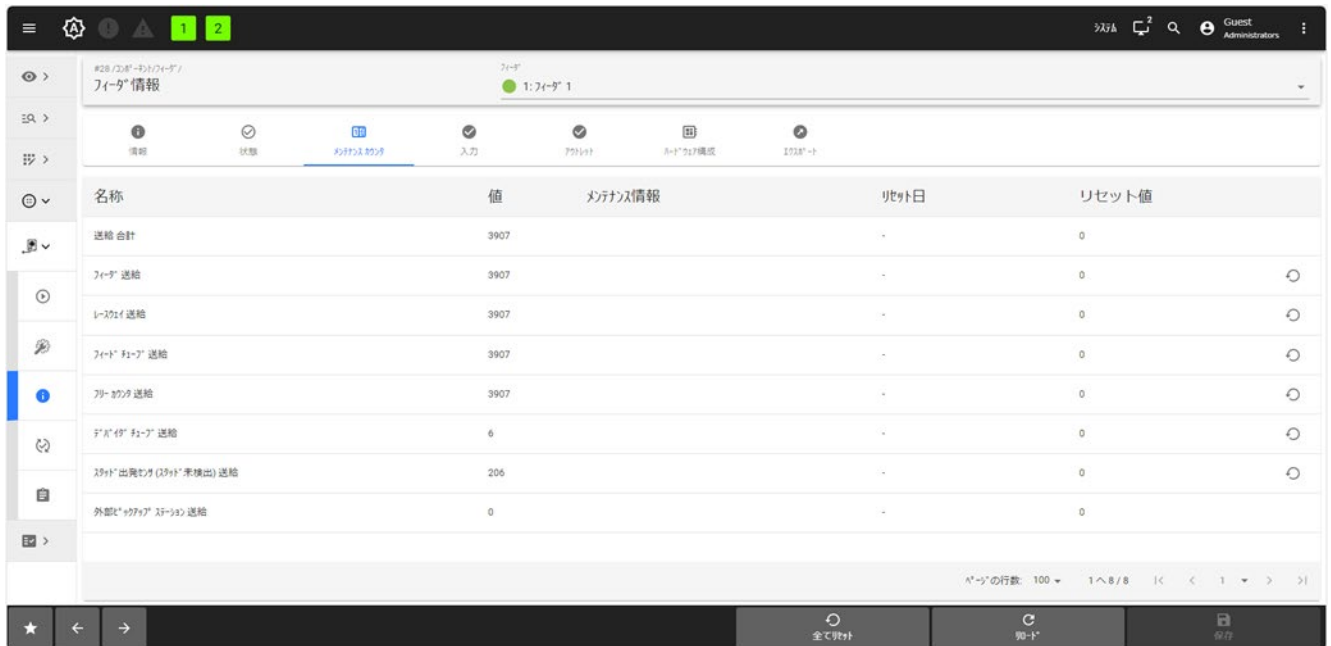 1 2 ｼｽﾃﾑ 2 Guest
Administrators
#28 /ｺﾝﾎﾟｰﾈﾝﾄ/ﾌｨｰﾀﾞ/
ﾌｨｰﾀﾞ情報
ﾌｨｰﾀﾞ
1: ﾌｨｰﾀﾞ 1
情報 状態 ﾒﾝﾃﾅﾝｽ ｶｳﾝﾀ 入力 ｱｳﾄﾚｯﾄ ﾊｰﾄﾞｳｪｱ構成 ｴｸｽﾎﾟｰﾄ
名称 値 ﾒﾝﾃﾅﾝｽ情報 ﾘｾｯﾄ日 リセット値
送給 合計 3907 - 0
ﾌｨｰﾀﾞ 送給 3907 - 0
ﾚｰｽｳｪｲ 送給 3907 - 0
ﾌｨｰﾄﾞ ﾁｭｰﾌﾞ 送給 3907 - 0
ﾌﾘｰ ｶｳﾝﾀ 送給 3907 - 0
ﾃﾞﾊﾞｲﾀﾞ ﾁｭｰﾌﾞ 送給 6 - 0
ｽﾀｯﾄﾞ出発ｾﾝｻ (ｽﾀｯﾄﾞ未検出) 送給 206 - 0
外部ﾋﾟｯｸｱｯﾌﾟ ｽﾃｰｼｮﾝ 送給 0 - 0
ﾍﾟｰｼﾞの行数: 100 1 へ 8 / 8 1
全てﾘｾｯﾄ ﾘﾛｰﾄﾞ 保存